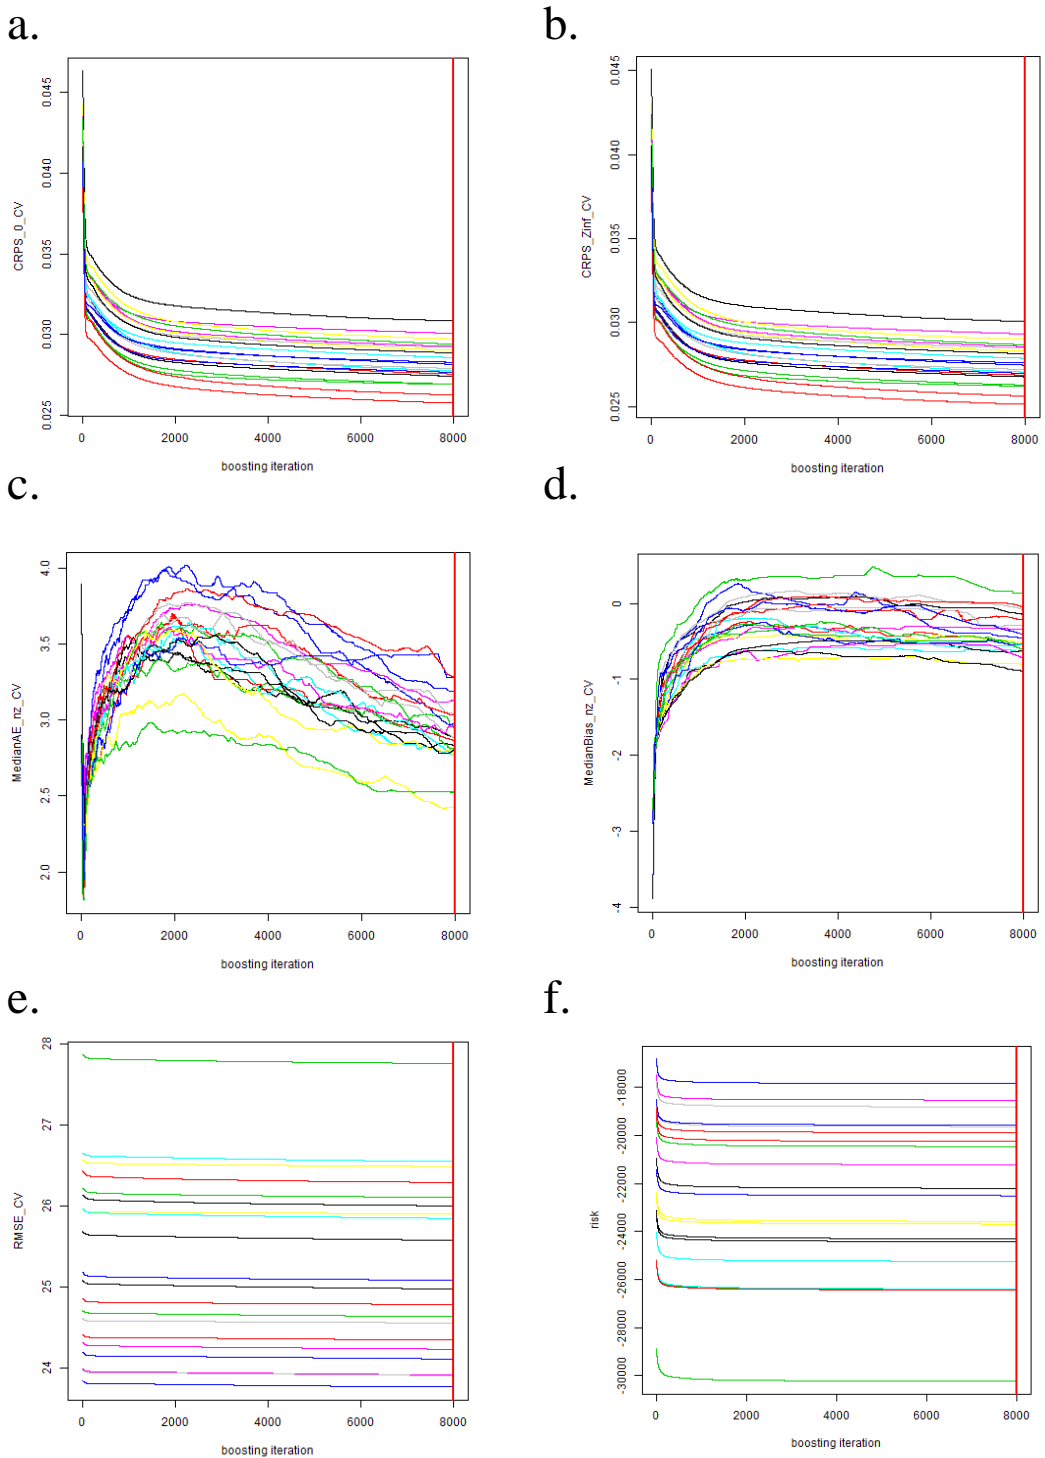 a.
CRPS_0_CV
0.045
0.040
0.035
0.030
0.025
0 2000 4000 6000 8000
boosting iteration
b.
CRPS_Zinf_CV
0.045
0.040
0.035
0.030
0.025
0 2000 4000 6000 8000
boosting iteration
c.
MedianAE_nz_CV
4.0
3.5
3.0
2.5
2.0
0 2000 4000 6000 8000
boosting iteration
d.
MedianBias_nz_CV
0
-1
-2
-3
-4
0 2000 4000 6000 8000
boosting iteration
e.
RMSE_CV
28
27
26
25
24
0 2000 4000 6000 8000
boosting iteration
f.
risk
-18000
-20000
-22000
-24000
-26000
-28000
-30000
0 2000 4000 6000 8000
boosting iteration